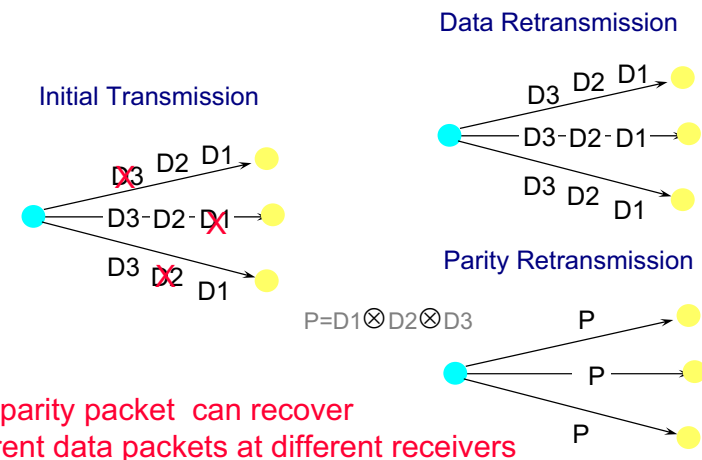 Data Retransmission
D3 D2 D1
D3 D2 D1
D3 D2 D1
Initial Transmission
D3 D2 D1
D3 D2 D1
D3 D2 D1
P=D1⊗D2⊗D3
Parity Retransmission
P
P
P
parity packet can recover
rent data packets at different receivers